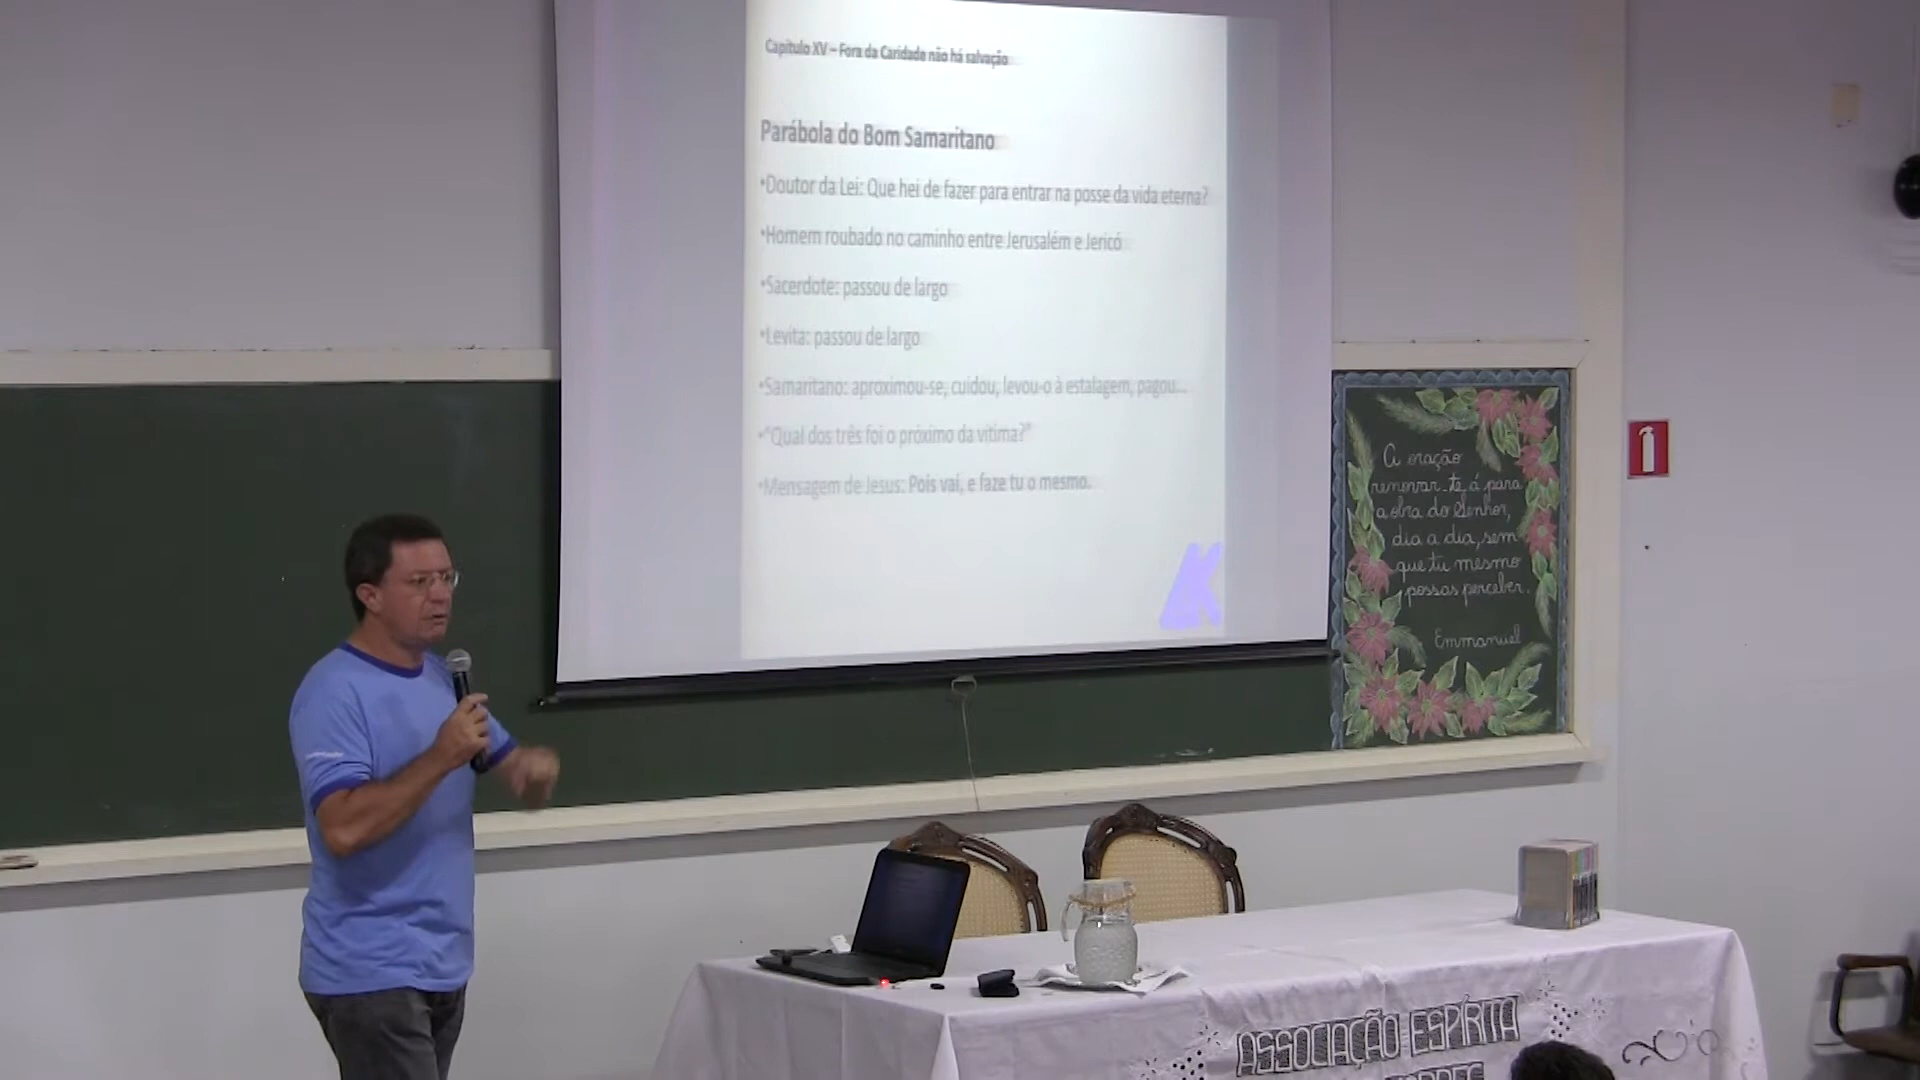 Capítulo XV – Fora da Caridade não há salvação
Parábola do Bom Samaritano
•Doutor da Lei: Que hei de fazer para entrar na posse da vida eterna?
•Homem roubado no caminho entre Jerusalém e Jericó
•Sacerdote: passou de largo
•Levita: passou de largo
•Samaritano: aproximou-se, cuidou, levou-o à estalagem, pagou...
•"Qual dos três foi o próximo da vítima?"
•Mensagem de Jesus: Pois vai, e faze tu o mesmo.
A oração
renovar-te-á para
a obra do Senhor,
dia a dia, sem
que tu mesmo
possas perceber.
Emmanuel
ASSOCIAÇÃO ESPÍRITA